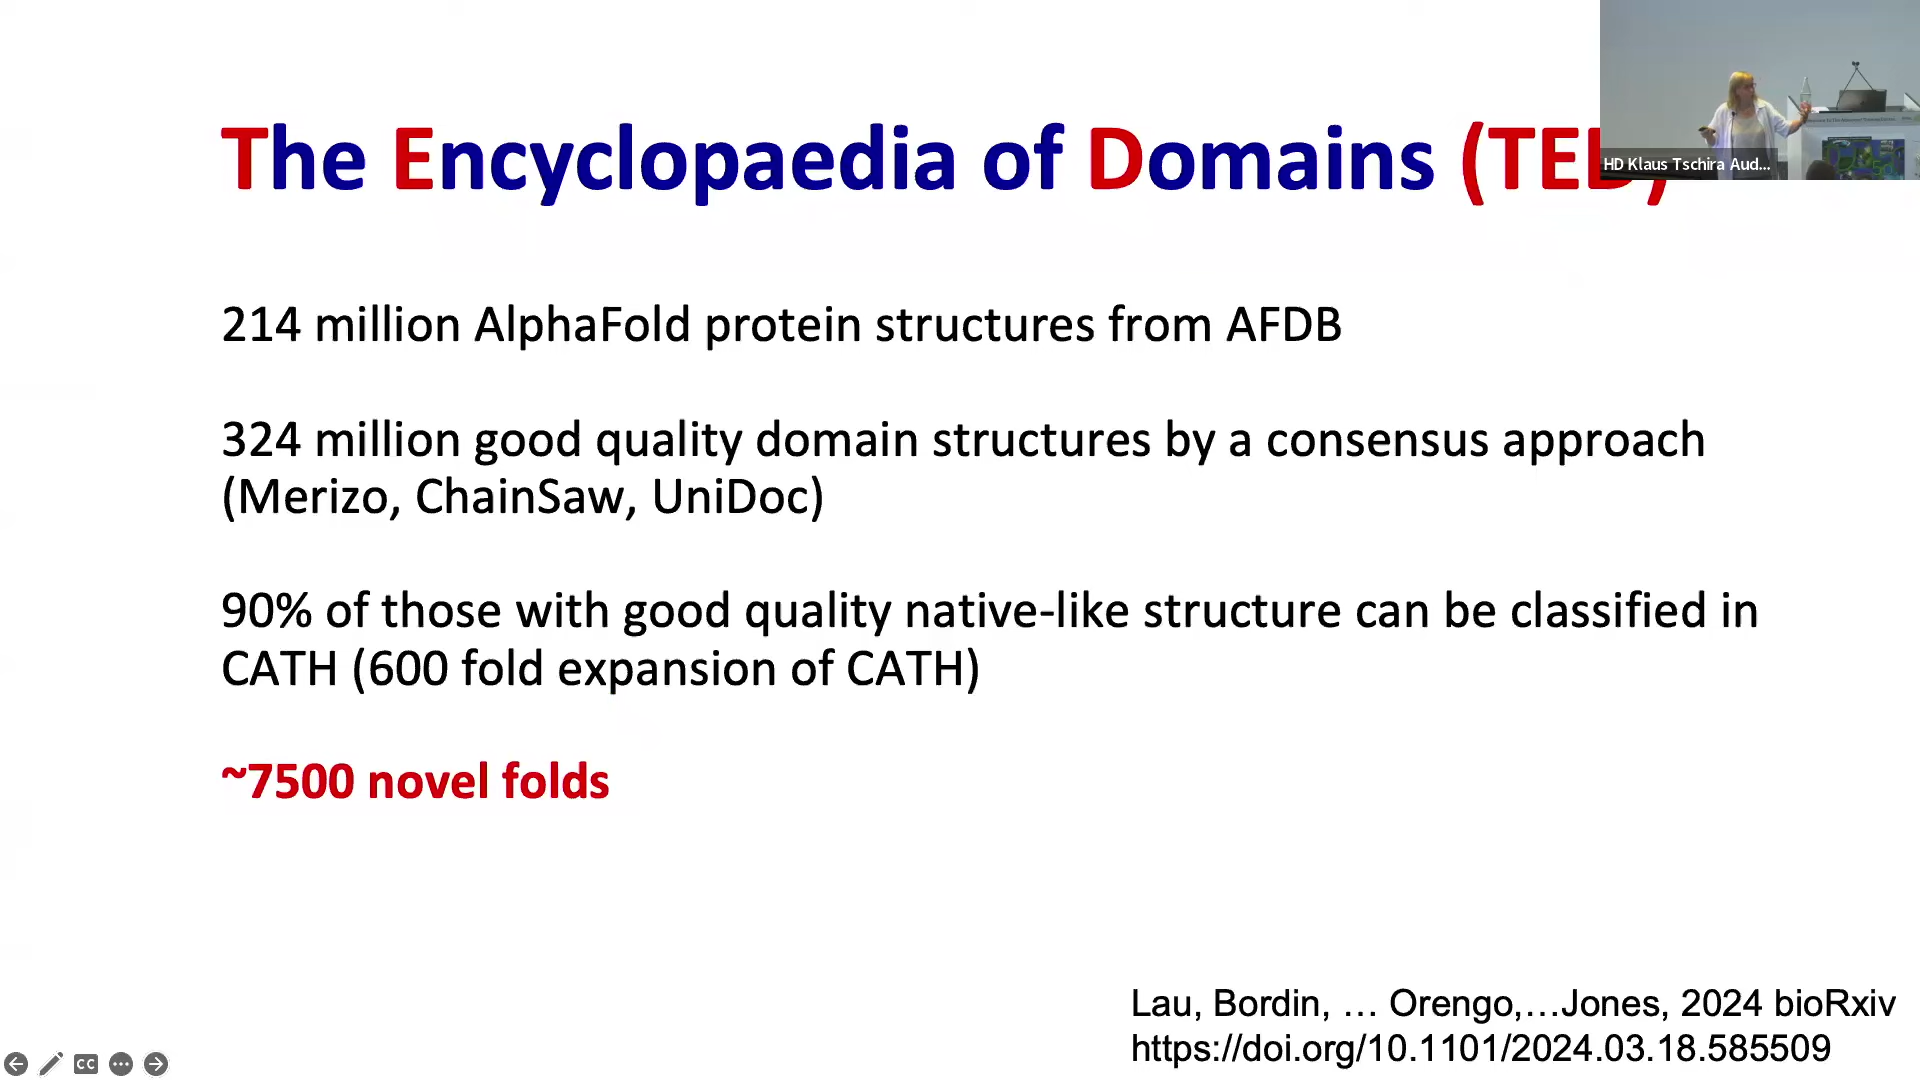 The Encyclopaedia of Domains (TED)
HD Klaus Tschira Aud...
214 million AlphaFold protein structures from AFDB
324 million good quality domain structures by a consensus approach
(Merizo, ChainSaw, UniDoc)
90% of those with good quality native-like structure can be classified in
CATH (600 fold expansion of CATH)
~7500 novel folds
Lau, Bordin, ... Orengo,...Jones, 2024 bioRxiv
https://doi.org/10.1101/2024.03.18.585509
CC